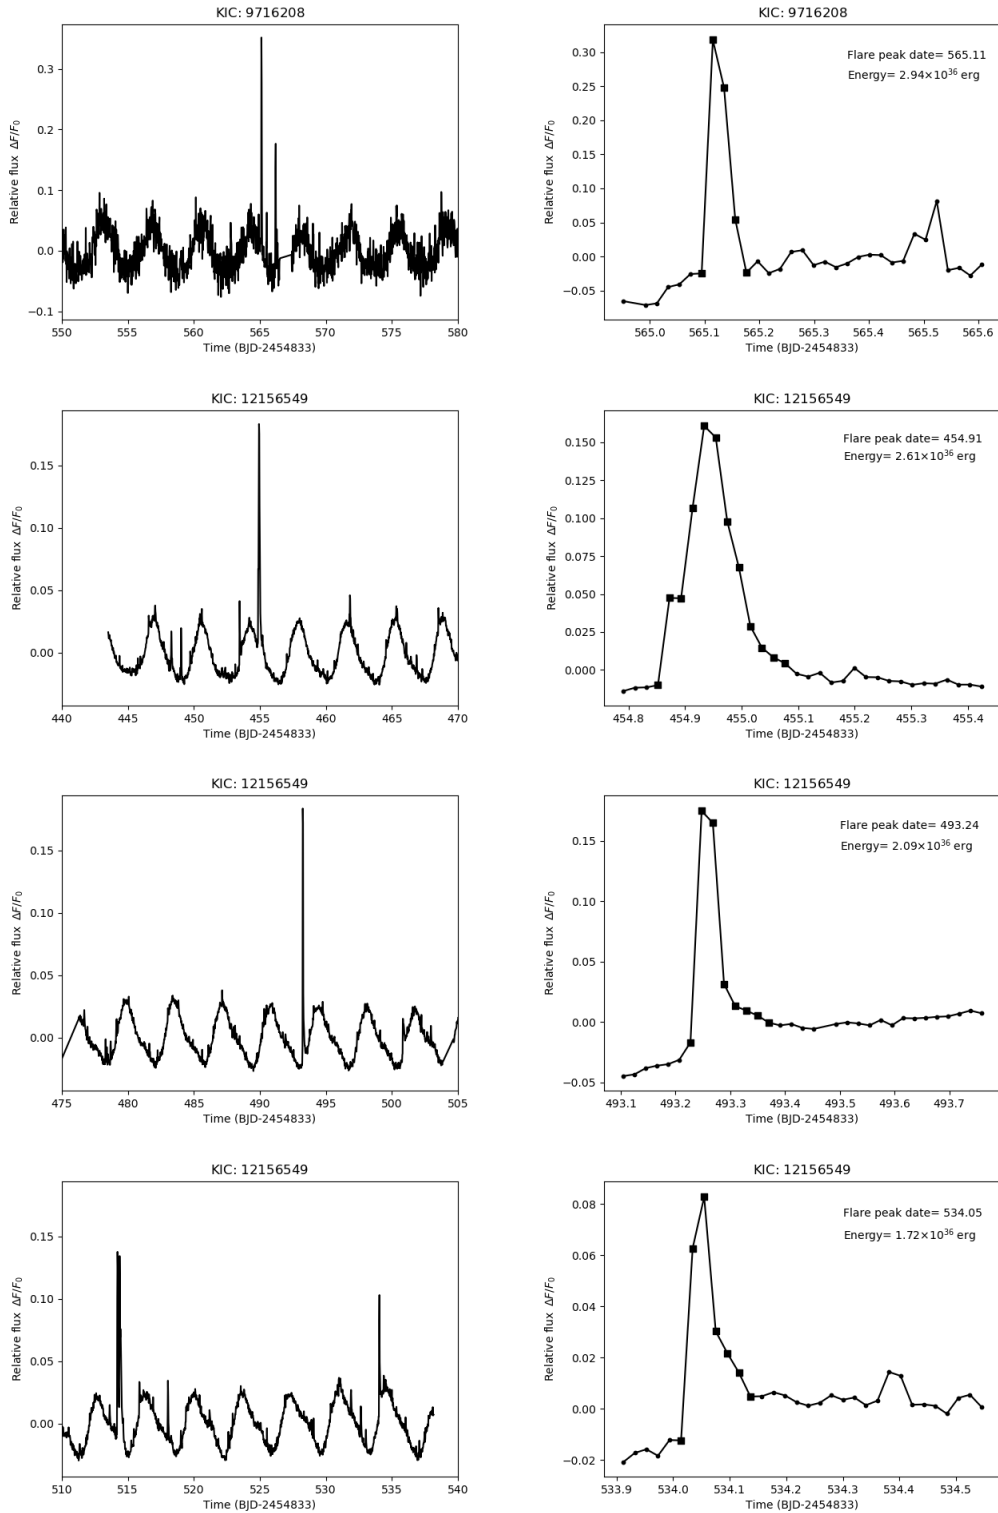 KIC: 9716208
Relative flux ΔF/F₀
0.3
0.2
0.1
0.0
−0.1
550 555 560 565 570 575 580
Time (BJD-2454833)
KIC: 9716208
Flare peak date= 565.11
Energy= 2.94×10³⁶ erg
Relative flux ΔF/F₀
0.30
0.25
0.20
0.15
0.10
0.05
0.00
−0.05
565.0 565.1 565.2 565.3 565.4 565.5 565.6
Time (BJD-2454833)
KIC: 12156549
Relative flux ΔF/F₀
0.15
0.10
0.05
0.00
440 445 450 455 460 465 470
Time (BJD-2454833)
KIC: 12156549
Flare peak date= 454.91
Energy= 2.61×10³⁶ erg
Relative flux ΔF/F₀
0.150
0.125
0.100
0.075
0.050
0.025
0.000
454.8 454.9 455.0 455.1 455.2 455.3 455.4
Time (BJD-2454833)
KIC: 12156549
Relative flux ΔF/F₀
0.15
0.10
0.05
0.00
475 480 485 490 495 500 505
Time (BJD-2454833)
KIC: 12156549
Flare peak date= 493.24
Energy= 2.09×10³⁶ erg
Relative flux ΔF/F₀
0.15
0.10
0.05
0.00
−0.05
493.1 493.2 493.3 493.4 493.5 493.6 493.7
Time (BJD-2454833)
KIC: 12156549
Relative flux ΔF/F₀
0.15
0.10
0.05
0.00
510 515 520 525 530 535 540
Time (BJD-2454833)
KIC: 12156549
Flare peak date= 534.05
Energy= 1.72×10³⁶ erg
Relative flux ΔF/F₀
0.08
0.06
0.04
0.02
0.00
−0.02
533.9 534.0 534.1 534.2 534.3 534.4 534.5
Time (BJD-2454833)